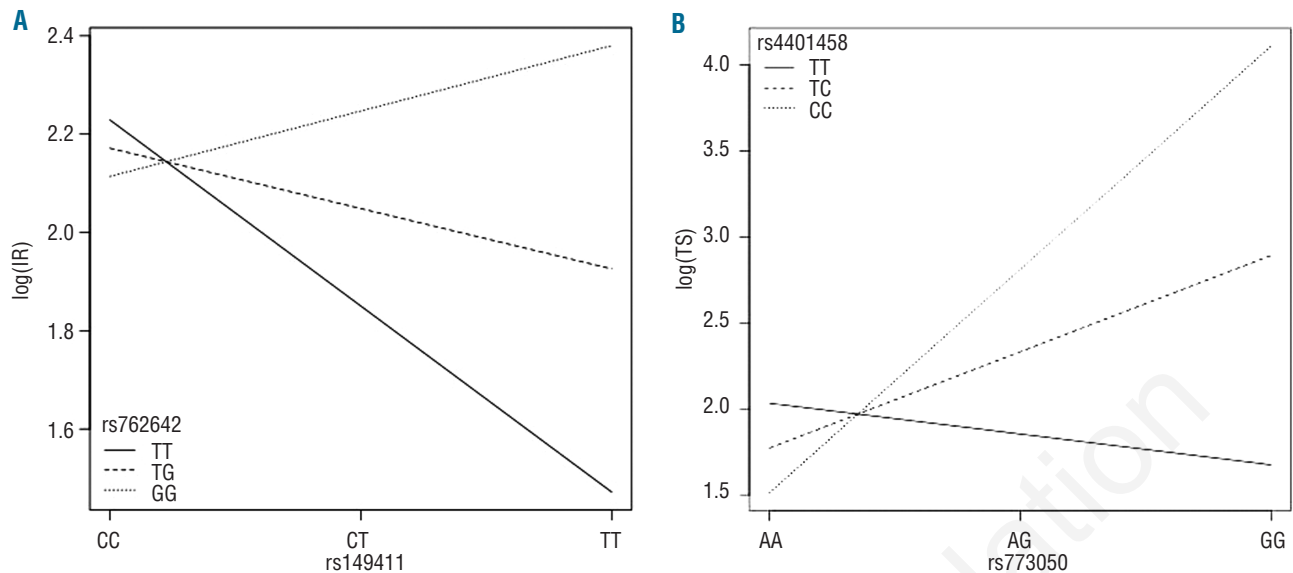 A
2.4
2.2
2.0
1.8
1.6
log(IR)
rs762642
TT
TG
GG
CC CT TT
rs149411
B
4.0
3.5
3.0
2.5
2.0
1.5
log(TS)
rs4401458
TT
TC
CC
AA AG GG
rs773050